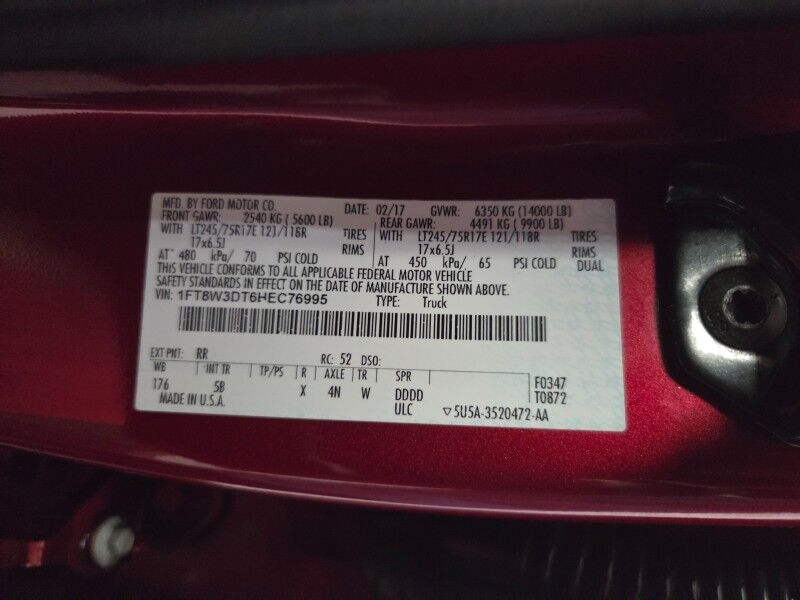 MFD. BY FORD MOTOR CO. DATE: 02/17 GVWR: 6350 KG (14000 LB)
FRONT GAWR: 2540 KG (5600 LB) REAR GAWR: 4491 KG (9900 LB)
WITH LT245/75R17E 121/118R TIRES WITH LT245/75R17E 121/118R TIRES
17x6.5J RIMS 17x6.5J RIMS
AT 480 kPa/ 70 PSI COLD AT 450 kPa/ 65 PSI COLD DUAL
THIS VEHICLE CONFORMS TO ALL APPLICABLE FEDERAL MOTOR VEHICLE
SAFETY STANDARDS IN EFFECT ON THE DATE OF MANUFACTURE SHOWN ABOVE.
VIN: 1FT8W3DT6HEC76995 TYPE: Truck
EXT PNT: RR RC: 52 DSO:
WB INT TR TP/PS R AXLE TR SPR
176 5B X 4N W DDDD F0347
T0872
MADE IN U.S.A. ULC ▽5U5A-3520472-AA